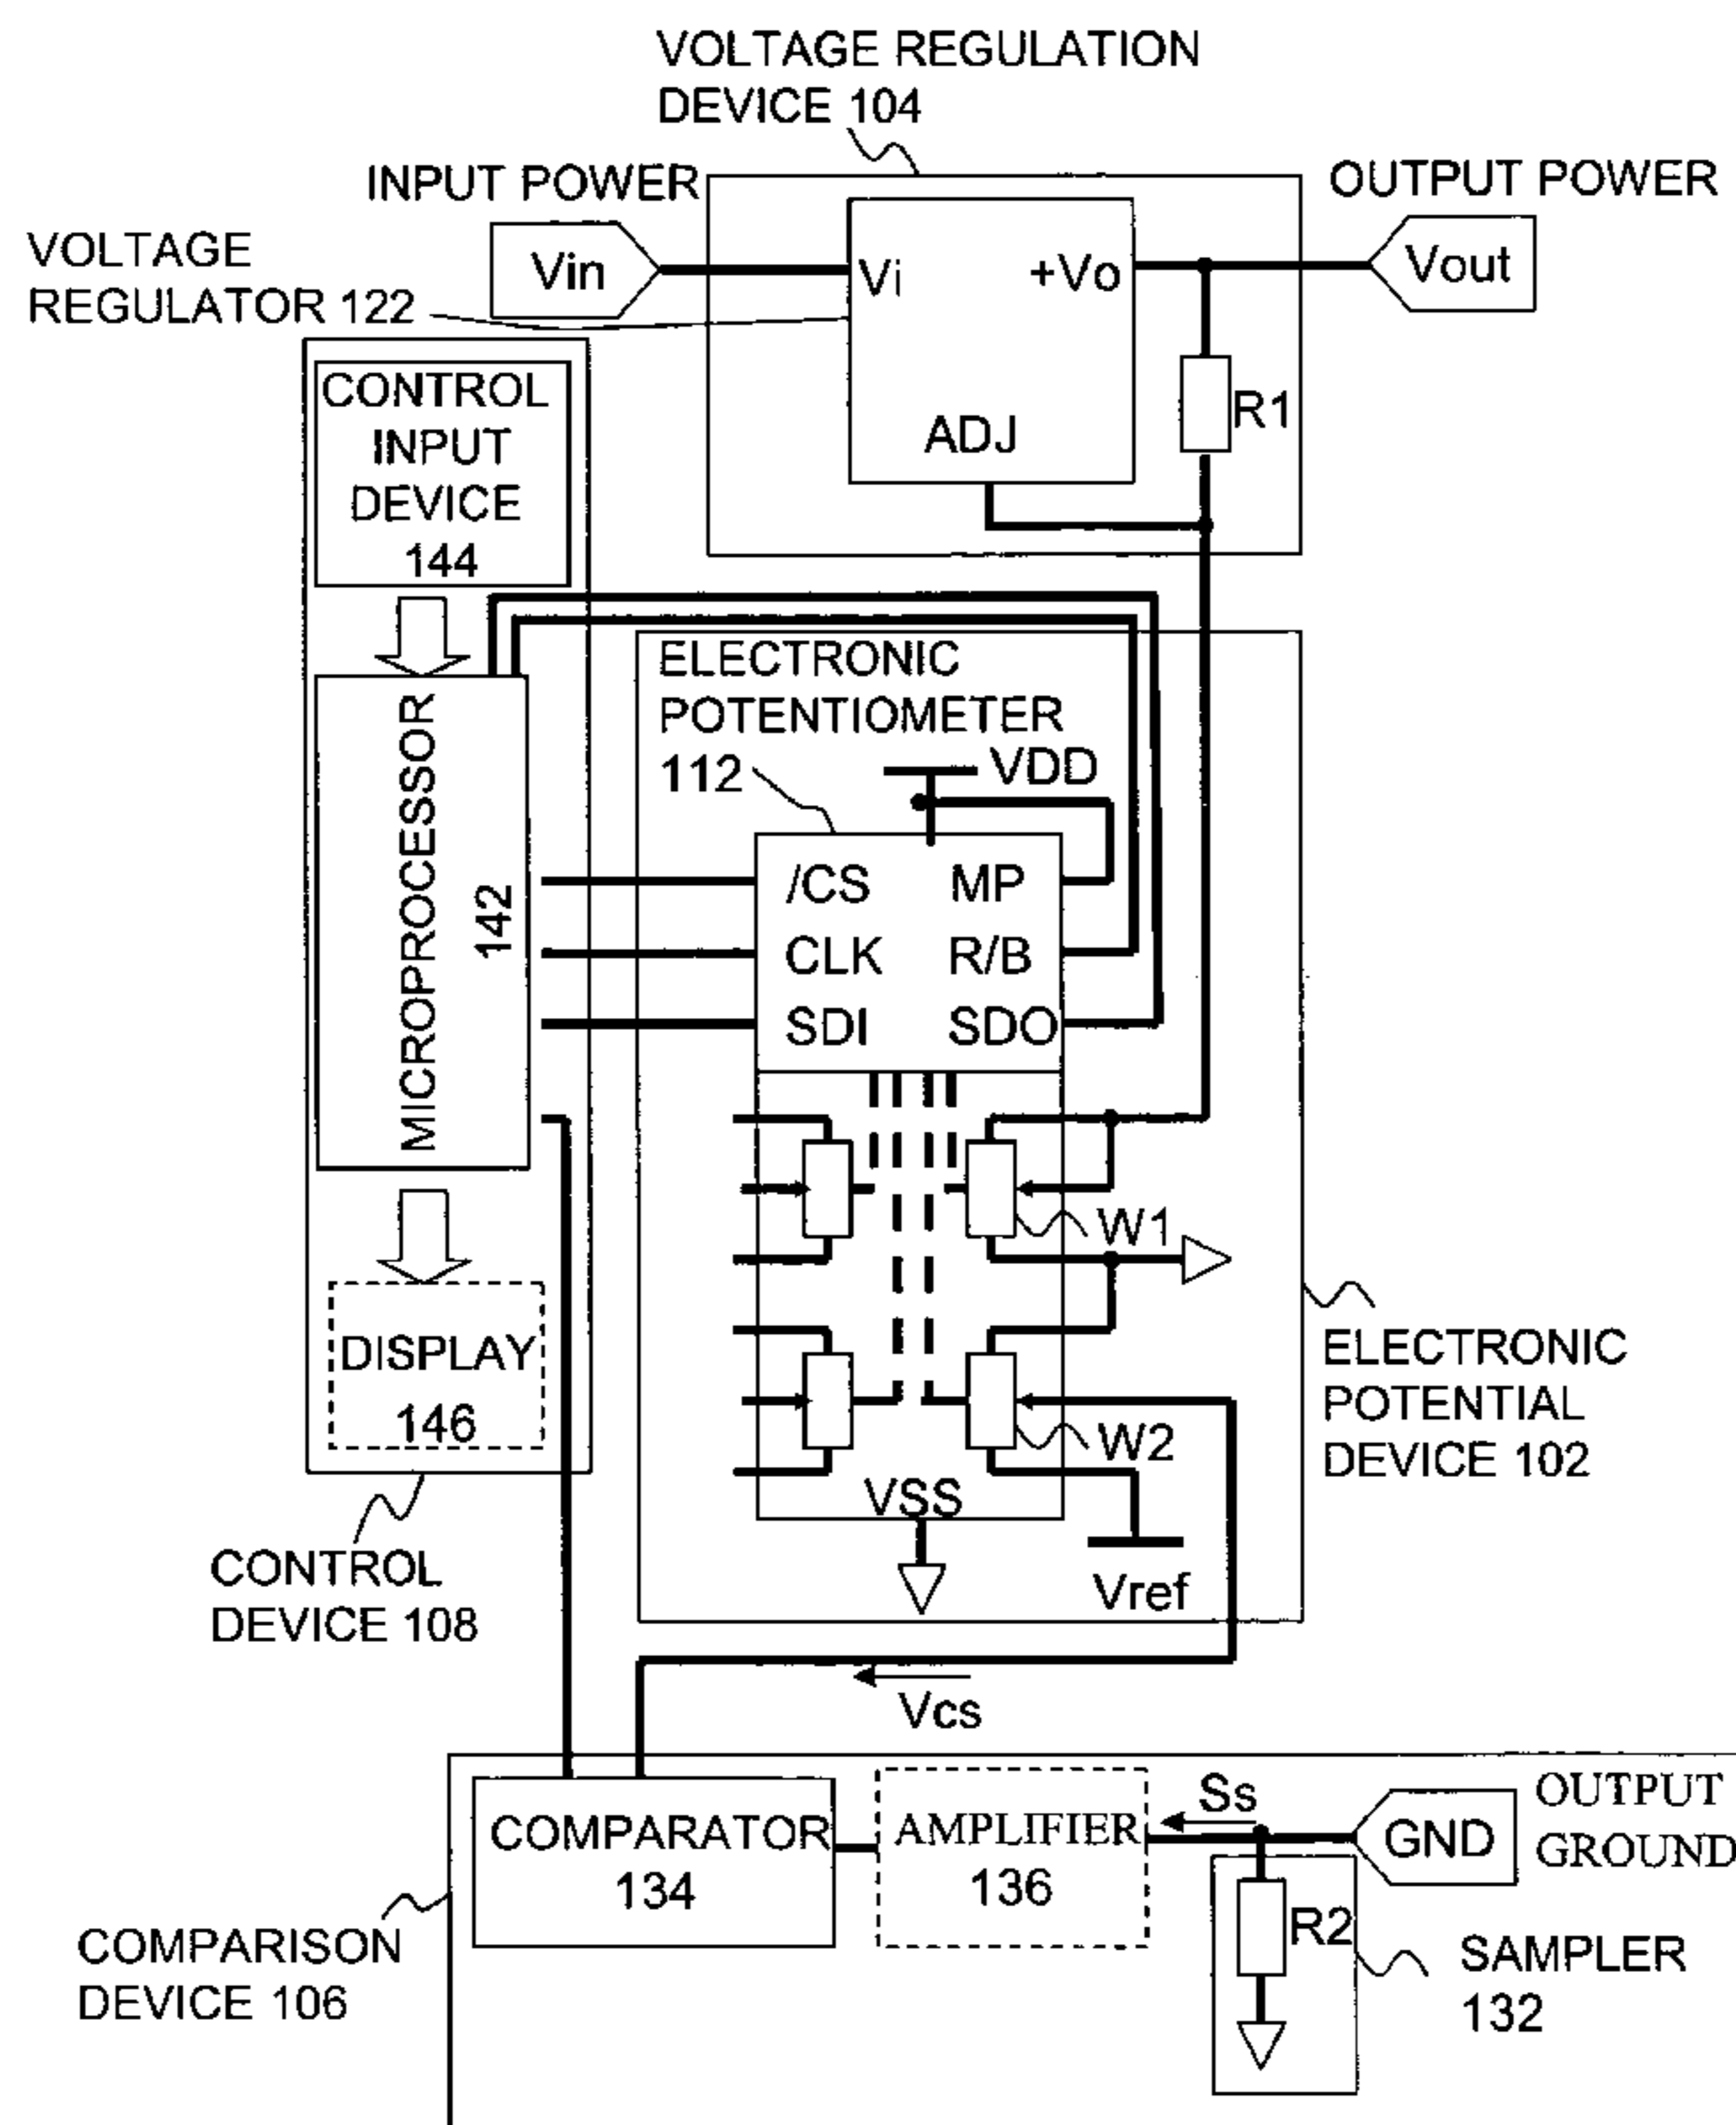 VOLTAGE REGULATION
DEVICE 104
INPUT POWER
OUTPUT POWER
VOLTAGE
REGULATOR 122
Vin
Vi
+Vo
Vout
ADJ
R1
CONTROL
INPUT
DEVICE
144
MICROPROCESSOR
142
ELECTRONIC
POTENTIOMETER
112
VDD
/CS
MP
CLK
R/B
SDI
SDO
W1
W2
VSS
Vref
DISPLAY
146
ELECTRONIC
POTENTIAL
DEVICE 102
CONTROL
DEVICE 108
Vcs
COMPARATOR
134
AMPLIFIER
136
Ss
GND
OUTPUT
GROUND
R2
COMPARISON
DEVICE 106
SAMPLER
132